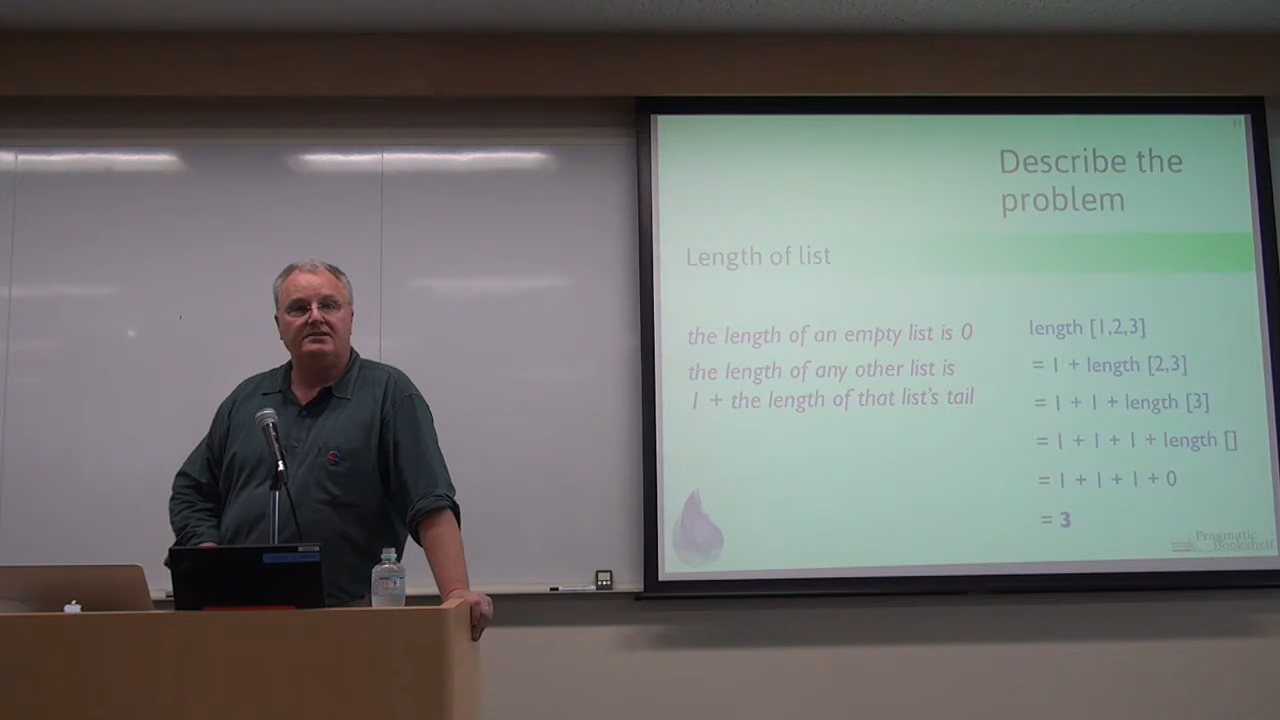 Describe the
problem
Length of list
the length of an empty list is 0
the length of any other list is
1 + the length of that list's tail
length [1,2,3]
= 1 + length [2,3]
= 1 + 1 + length [3]
= 1 + 1 + 1 + length []
= 1 + 1 + 1 + 0
= 3
Pragmatic
Bookshelf